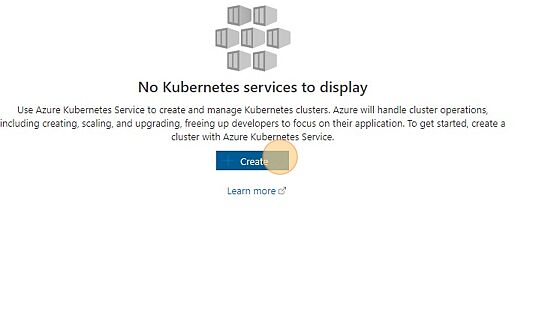 No Kubernetes services to display
Use Azure Kubernetes Service to create and manage Kubernetes clusters. Azure will handle cluster operations,
including creating, scaling, and upgrading, freeing up developers to focus on their application. To get started, create a
cluster with Azure Kubernetes Service.
+ Create
Learn more